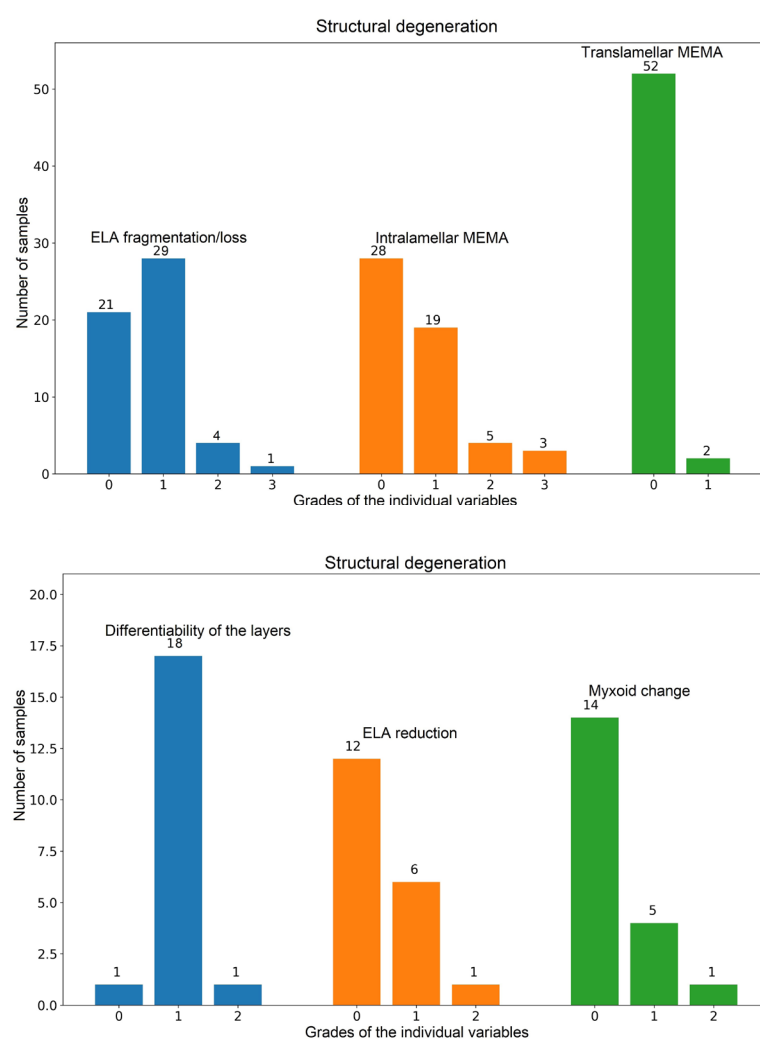 Structural degeneration
Translamellar MEMA
52
50
40
ELA fragmentation/loss
Intralamellar MEMA
29
28
30
Number of samples
21
19
20
10
4
1
5
3
2
0
0 1 2 3 0 1 2 3 0 1
Grades of the individual variables
Structural degeneration
20.0
Differentiability of the layers
18
17.5
Myxoid change
14
15.0
ELA reduction
12
12.5
Number of samples
10.0
7.5
6
5
5.0
2.5
1
1
1
1
0.0
0 1 2 0 1 2 0 1 2
Grades of the individual variables